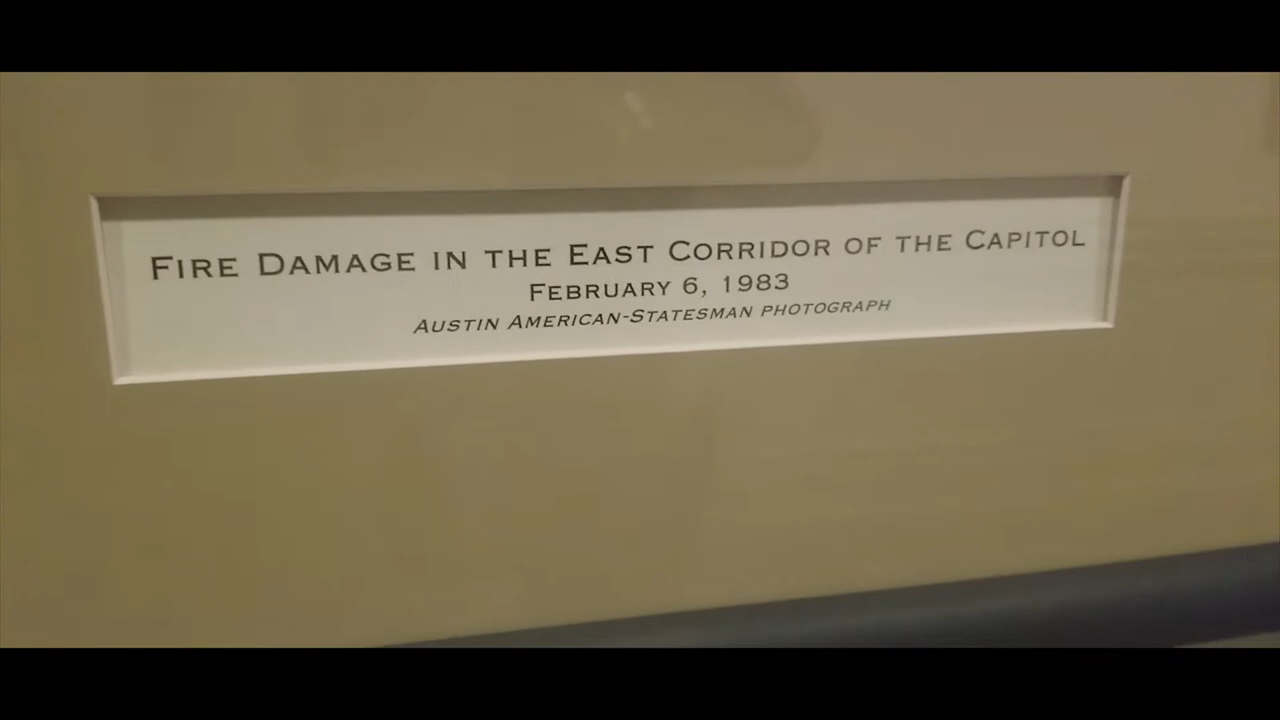 Fire Damage in the East Corridor of the Capitol
February 6, 1983
Austin American-Statesman photograph